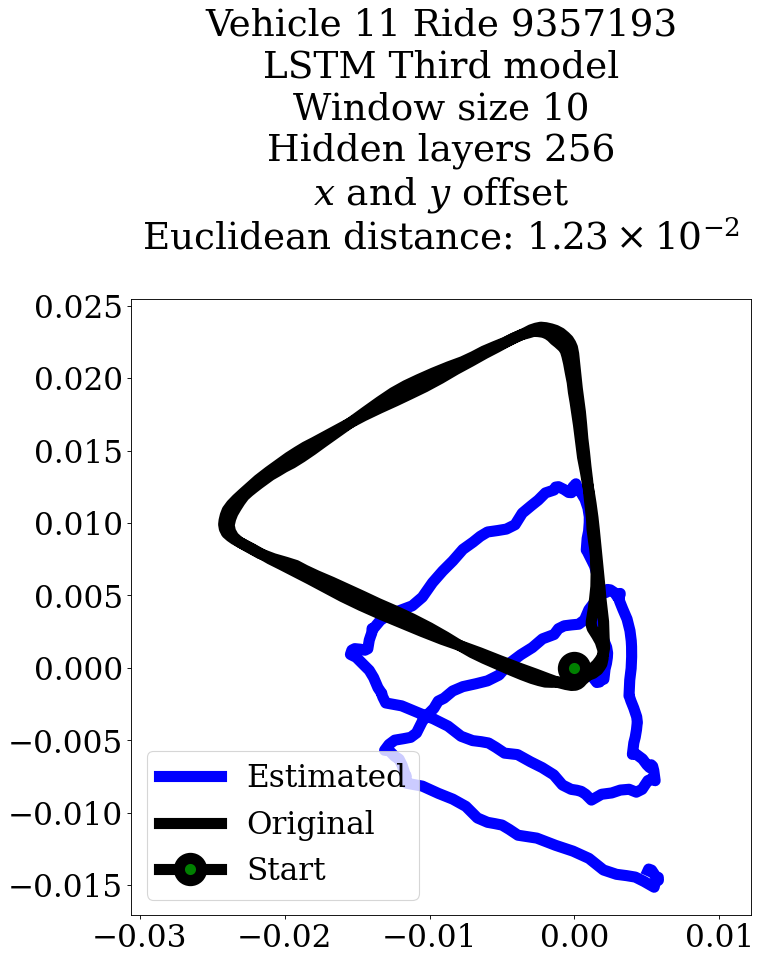 Vehicle 11 Ride 9357193
LSTM Third model
Window size 10
Hidden layers 256
x and y offset
Euclidean distance: 1.23 × 10⁻²
0.025
0.020
0.015
0.010
0.005
0.000
−0.005
−0.010
−0.015
Estimated
Original
Start
−0.03 −0.02 −0.01 0.00 0.01